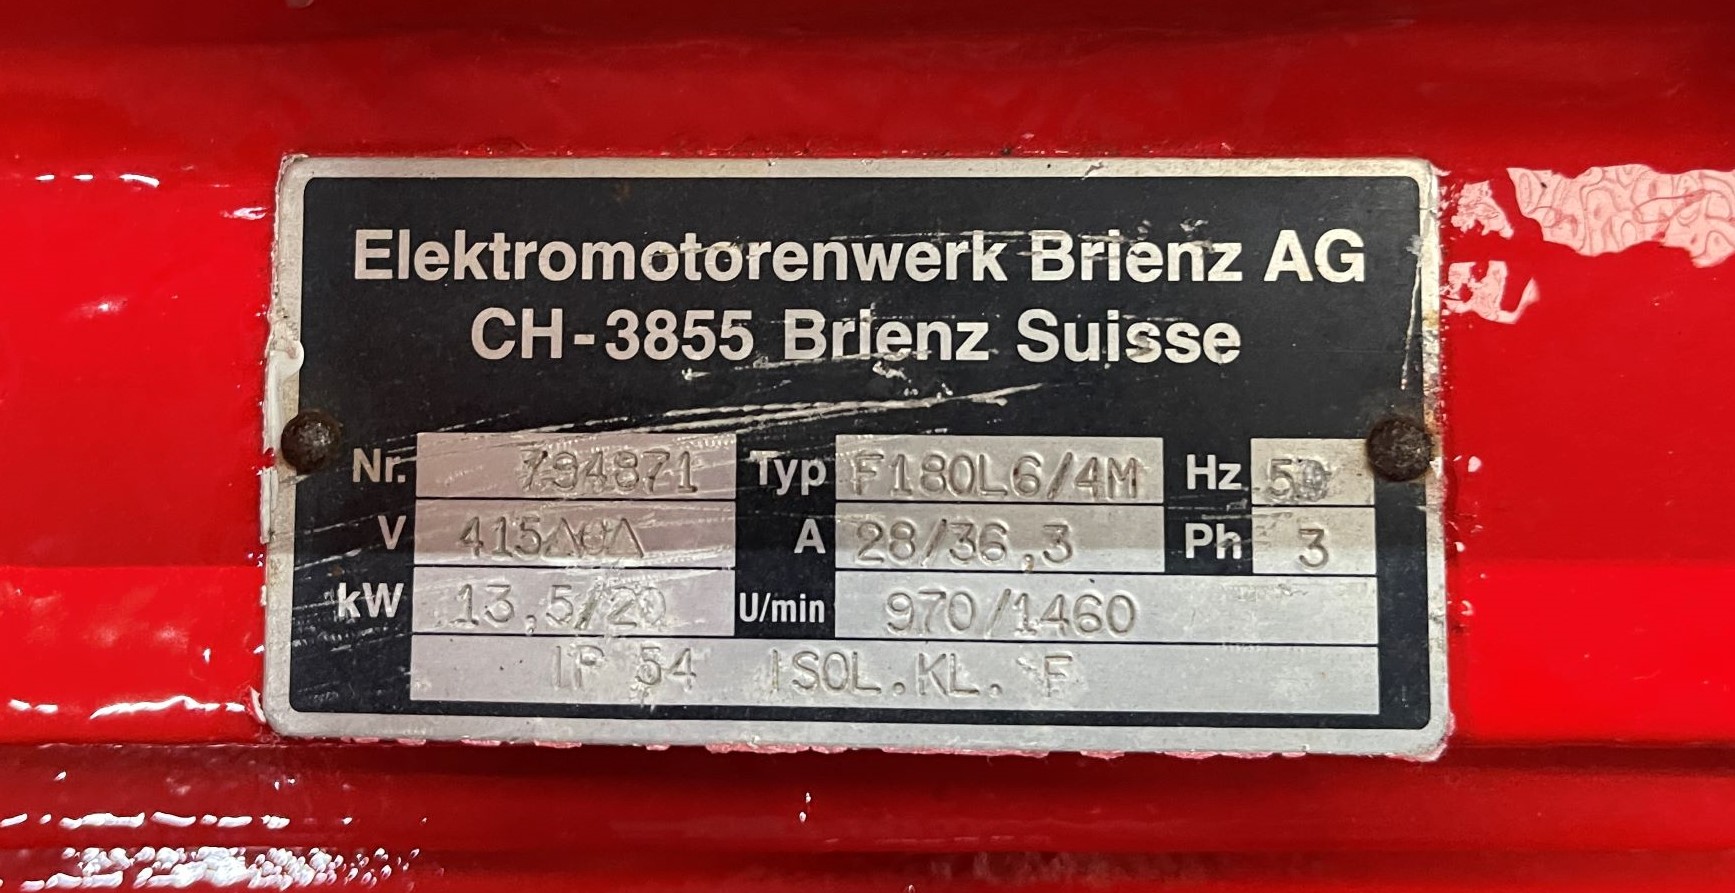 Elektromotorenwerk Brienz AG
CH-3855 Brienz Suisse
Nr. 794871 Typ F180L6/4M Hz 50
V 415 A 28/36,3 Ph 3
kW 13,5/20 U/min 970/1460
IP 54 ISOL.KL. F